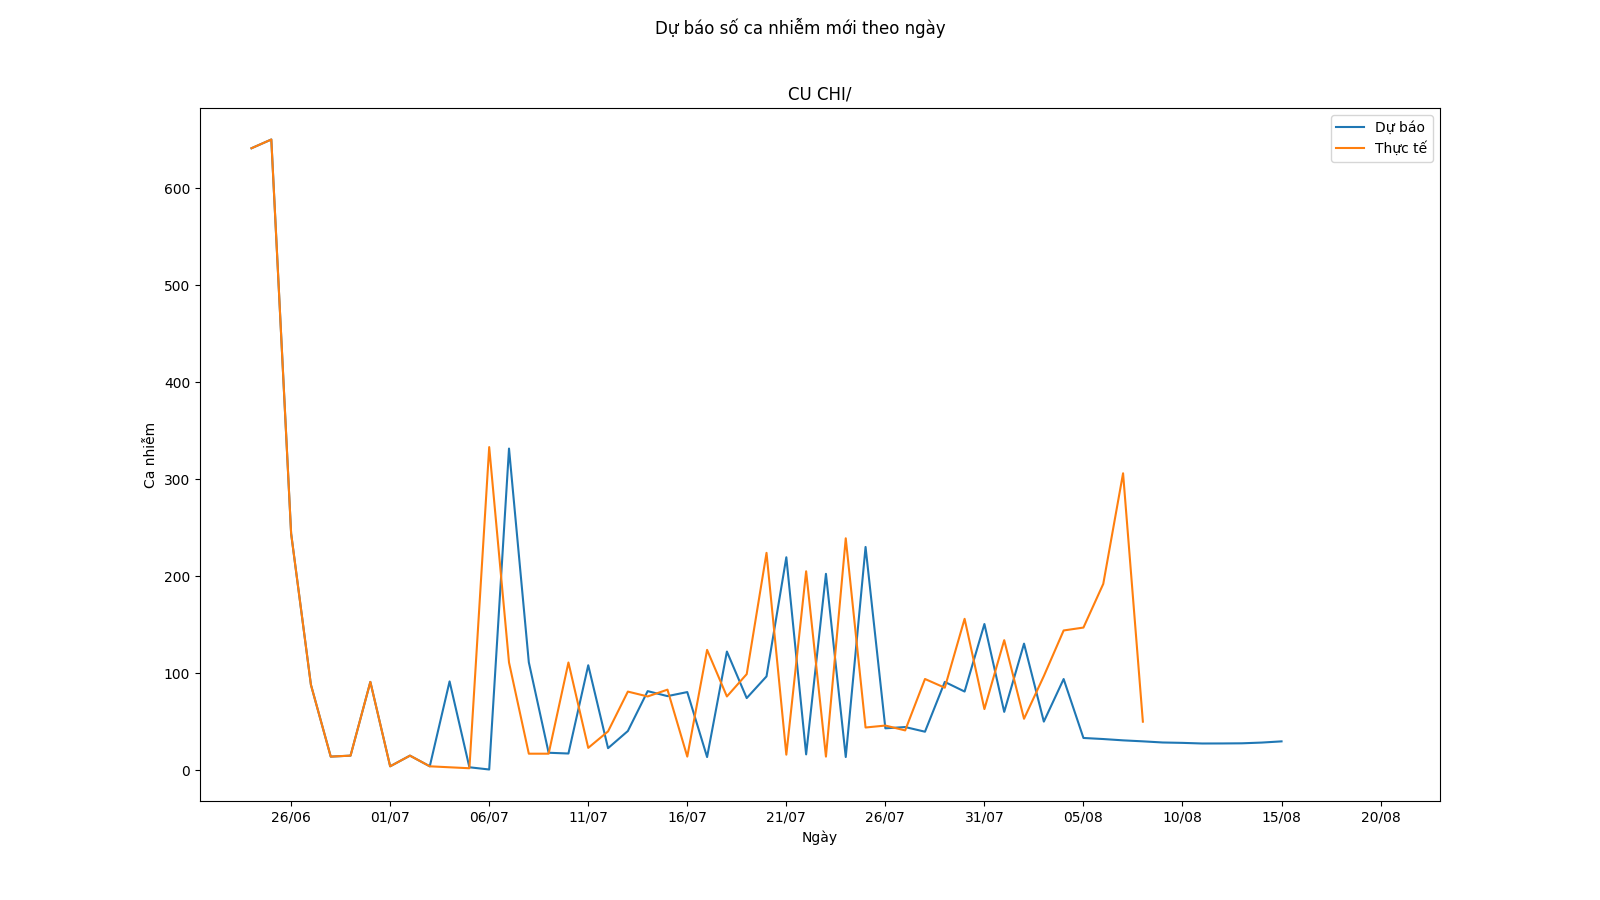 Dự báo số ca nhiễm mới theo ngày
CU CHI/
Dự báo
Thực tế
600
500
400
300
200
100
0
Ca nhiễm
26/06 01/07 06/07 11/07 16/07 21/07 26/07 31/07 05/08 10/08 15/08 20/08
Ngày